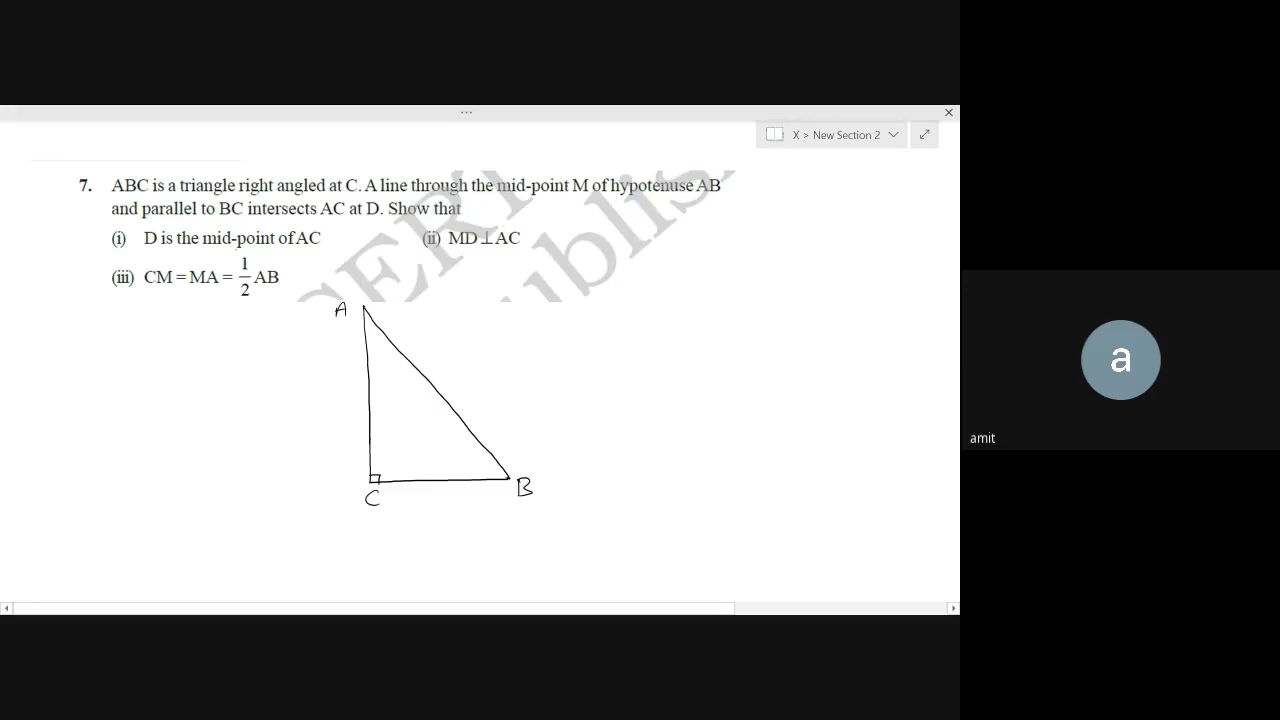 X > New Section 2
7. ABC is a triangle right angled at C. A line through the mid-point M of hypotenuse AB
and parallel to BC intersects AC at D. Show that
(i) D is the mid-point of AC (ii) MD ⊥ AC
(iii) CM = MA = 1/2 AB
A
C
B
a
amit